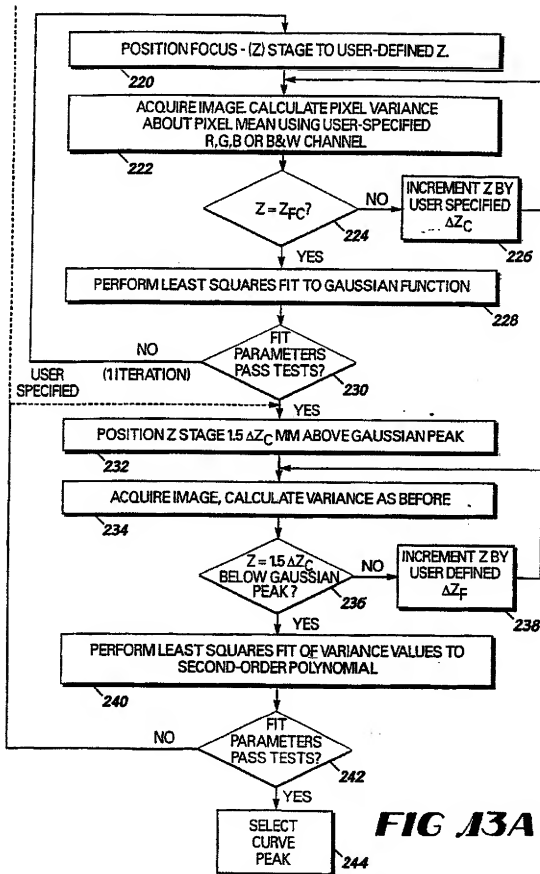 POSITION FOCUS - (Z) STAGE TO USER-DEFINED Z.
220
ACQUIRE IMAGE. CALCULATE PIXEL VARIANCE
ABOUT PIXEL MEAN USING USER-SPECIFIED
R,G,B OR B&W CHANNEL
222
Z = ZFC?
224
NO
INCREMENT Z BY
USER SPECIFIED
ΔZC
226
YES
PERFORM LEAST SQUARES FIT TO GAUSSIAN FUNCTION
228
FIT
PARAMETERS
PASS TESTS?
230
NO
(1 ITERATION)
USER
SPECIFIED
YES
POSITION Z STAGE 1.5 ΔZC MM ABOVE GAUSSIAN PEAK
232
ACQUIRE IMAGE, CALCULATE VARIANCE AS BEFORE
234
Z = 1.5 ΔZC
BELOW GAUSSIAN
PEAK?
236
NO
INCREMENT Z BY
USER DEFINED
ΔZF
238
YES
PERFORM LEAST SQUARES FIT OF VARIANCE VALUES TO
SECOND-ORDER POLYNOMIAL
240
NO
FIT
PARAMETERS
PASS TESTS?
242
YES
SELECT
CURVE
PEAK
244
FIG 13A